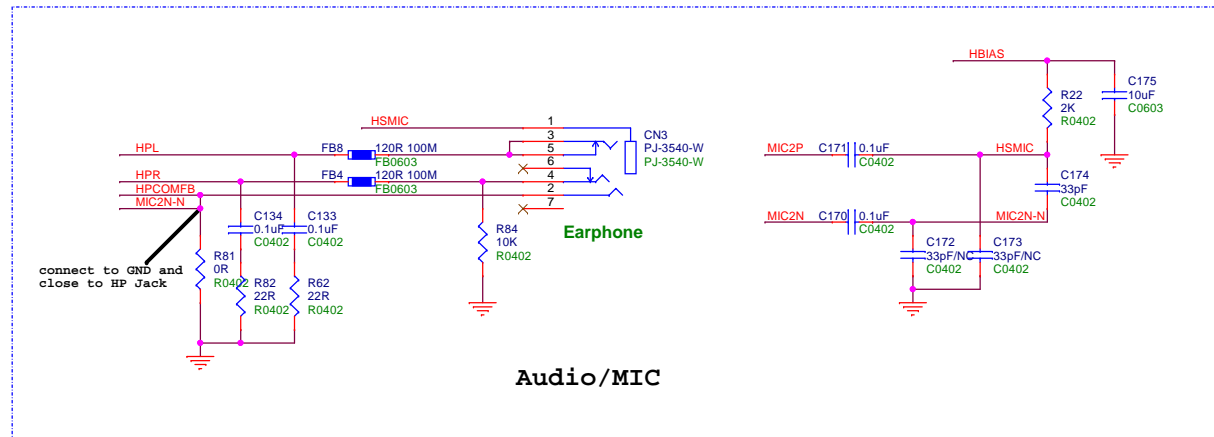 HBIAS
C175
10uF
C0603
R22
2K
R0402
HSMIC
1
3
5
6
4
2
7
CN3
PJ-3540-W
PJ-3540-W
HPL
FB8
120R 100M
FB0603
HPR
FB4
120R 100M
FB0603
HPCOMFB
MIC2N-N
MIC2P
C171
0.1uF
C0402
HSMIC
C174
33pF
C0402
MIC2N
C170
0.1uF
C0402
MIC2N-N
C134
0.1uF
C0402
C133
0.1uF
C0402
R84
10K
R0402
Earphone
C172
33pF/NC
C0402
C173
33pF/NC
C0402
connect to GND and
close to HP Jack
R81
0R
R0402
R82
22R
R0402
R62
22R
R0402
Audio/MIC